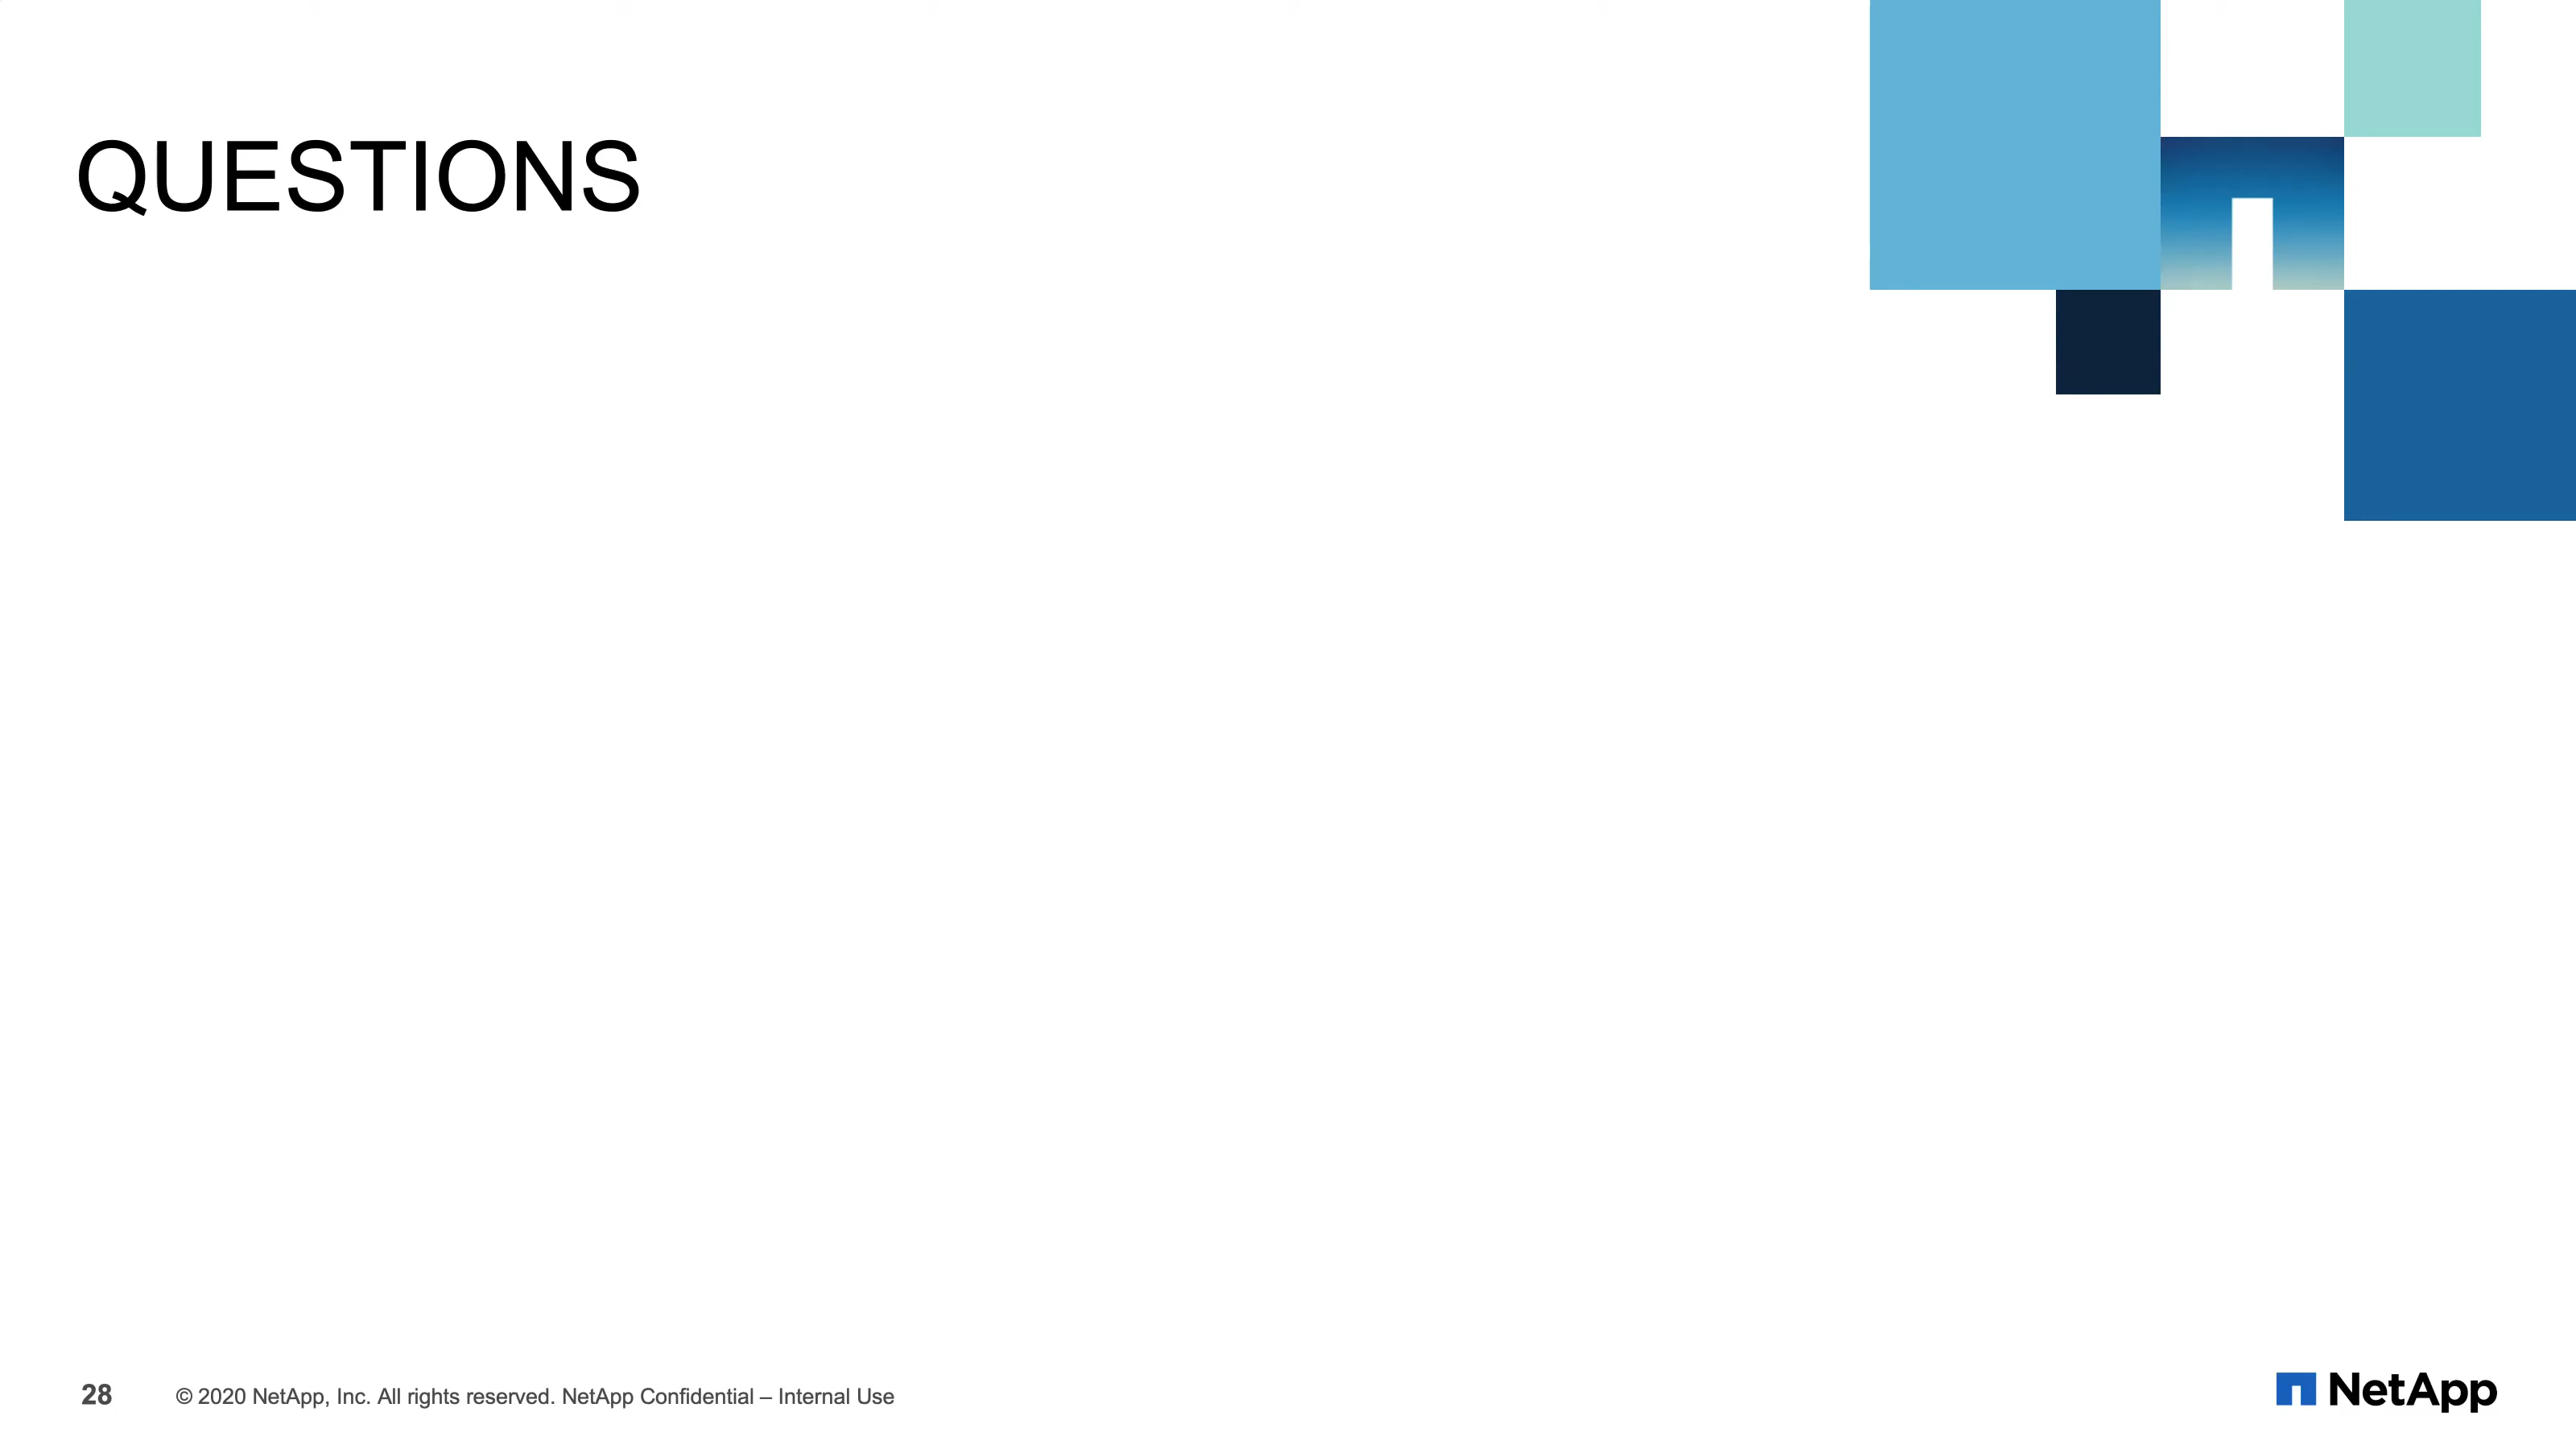 QUESTIONS
28 © 2020 NetApp, Inc. All rights reserved. NetApp Confidential – Internal Use
NetApp